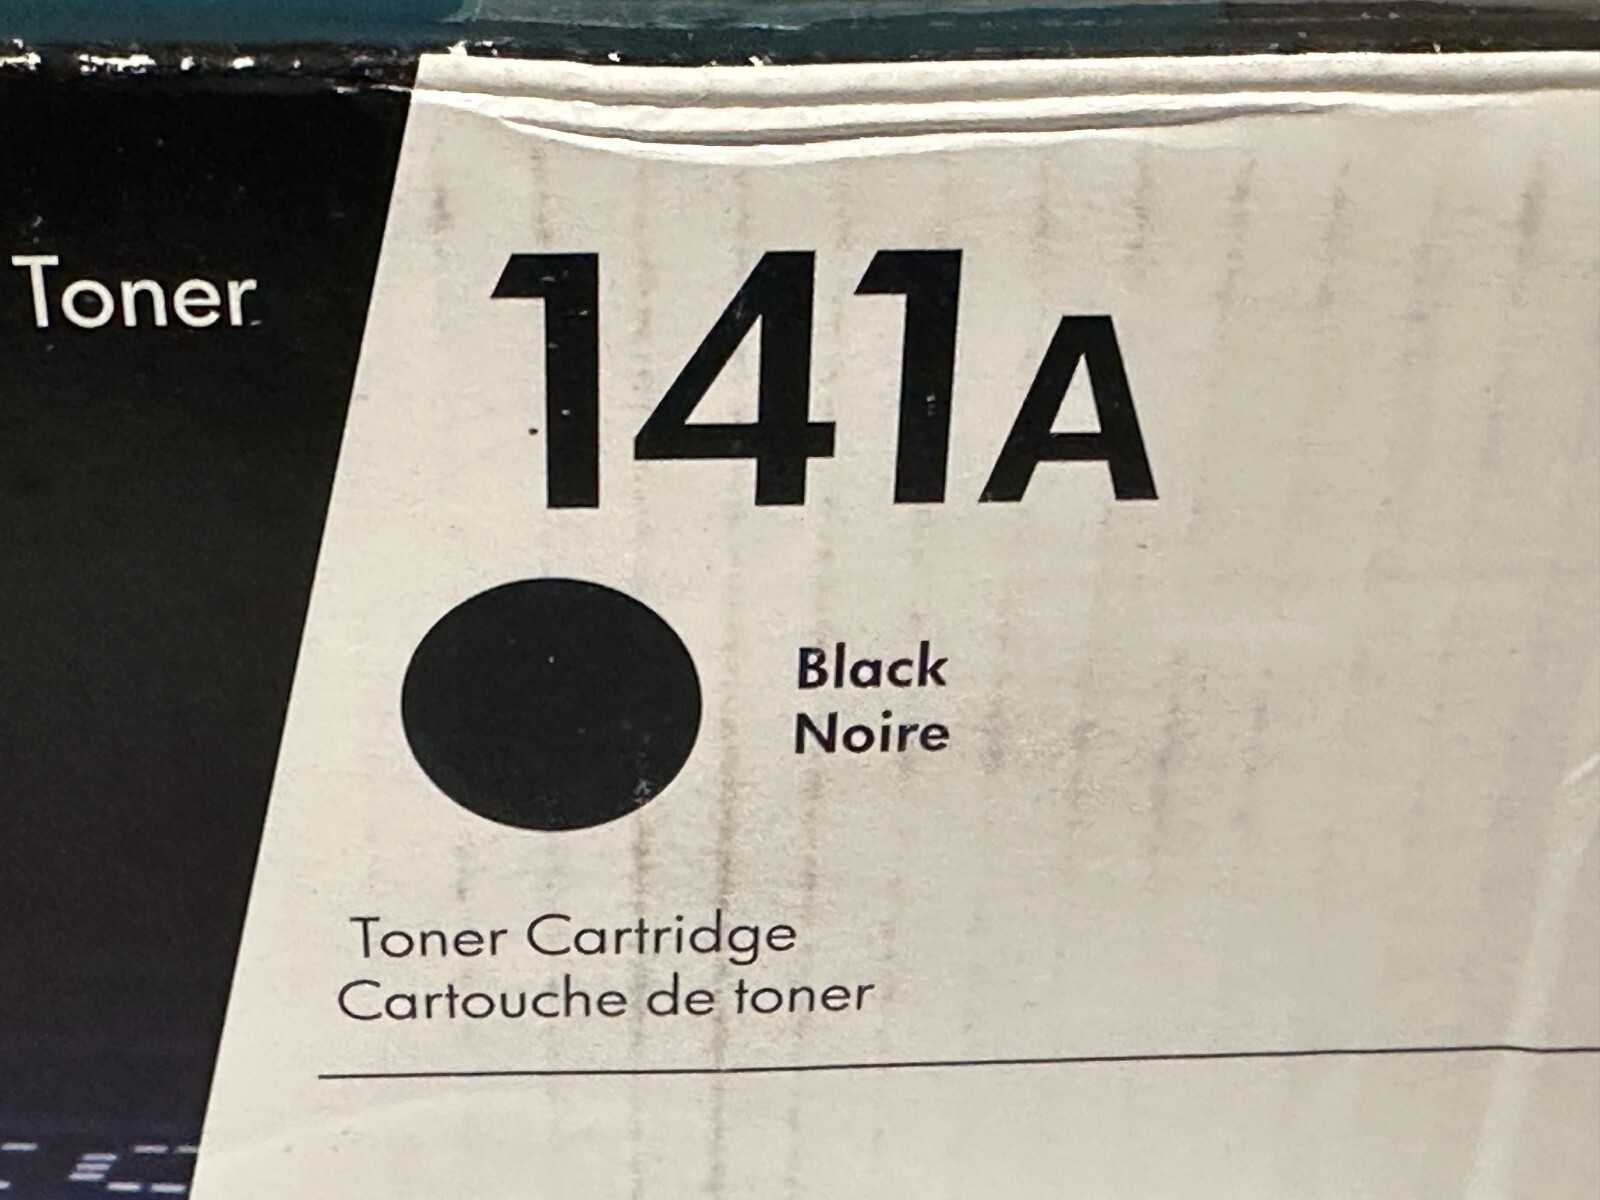 Toner
141A
Black
Noire
Toner Cartridge
Cartouche de toner